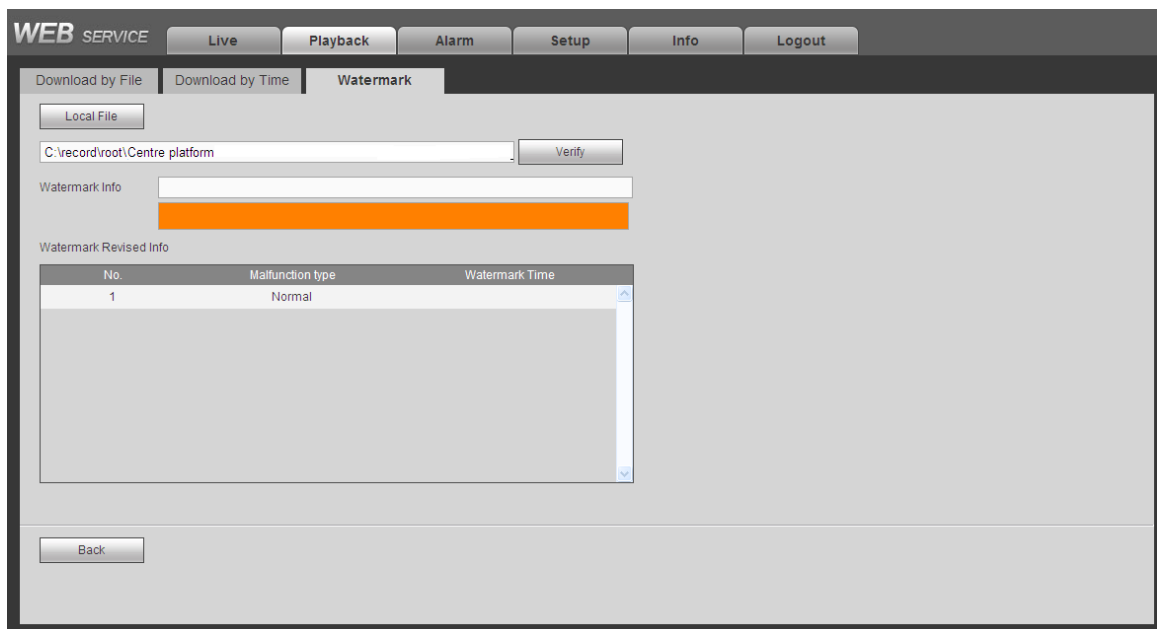 WEB SERVICE Live Playback Alarm Setup Info Logout
Download by File Download by Time Watermark
Local File
C:\record\root\Centre platform Verify
Watermark Info
Watermark Revised Info
No. Malfunction type Watermark Time
1 Normal
Back